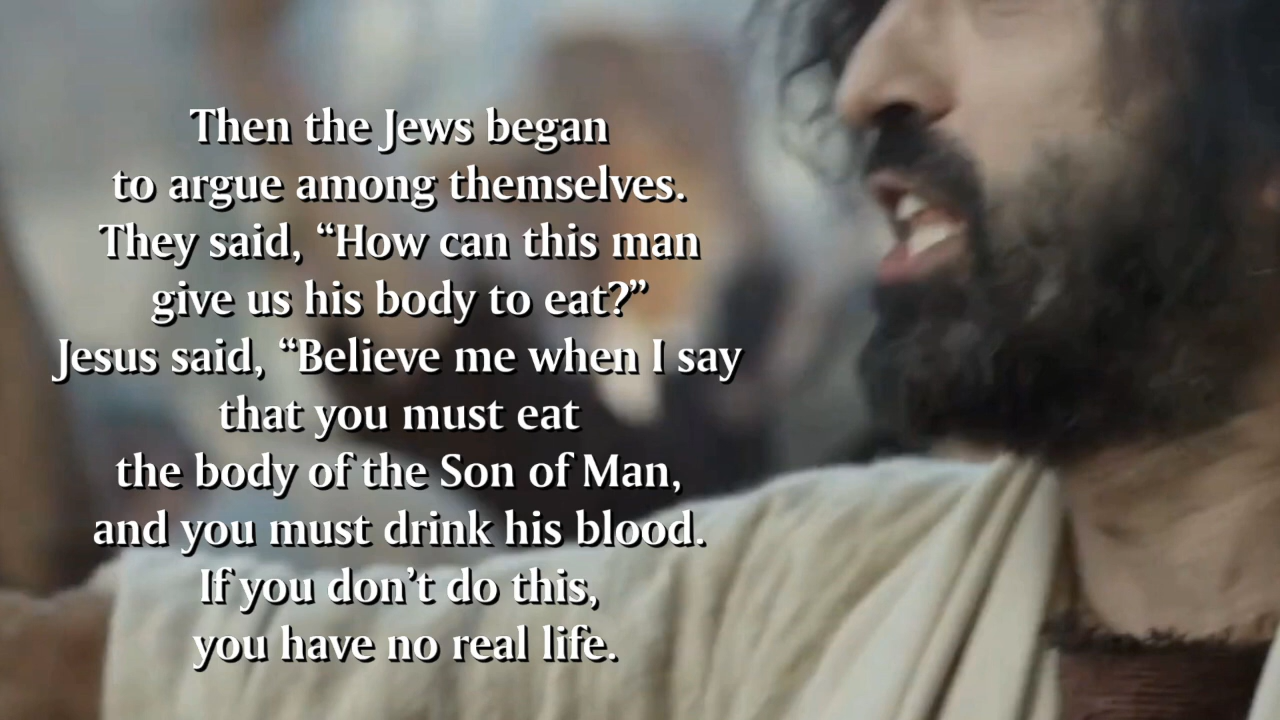 Then the Jews began
to argue among themselves.
They said, “How can this man
give us his body to eat?”
Jesus said, “Believe me when I say
that you must eat
the body of the Son of Man,
and you must drink his blood.
If you don’t do this,
you have no real life.